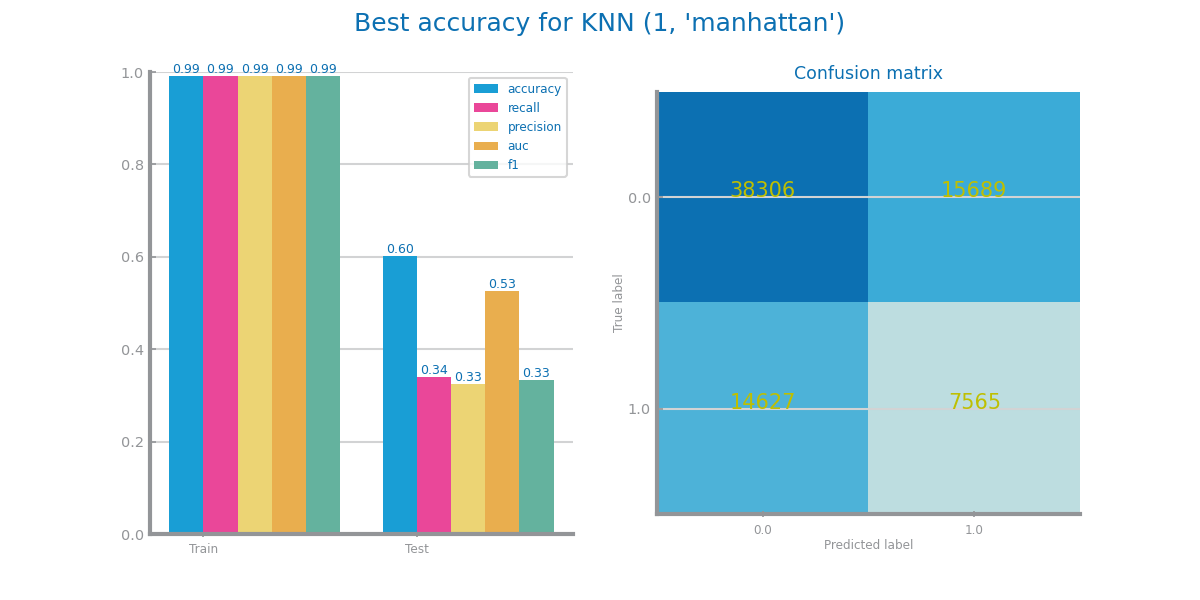 Best accuracy for KNN (1, 'manhattan')
1.0
0.8
0.6
0.4
0.2
0.0
0.99 0.99 0.99 0.99 0.99
0.60
0.34
0.33
0.53
0.33
accuracy
recall
precision
auc
f1
Train
Test
Confusion matrix
True label
0.0
1.0
38306
15689
14627
7565
0.0
1.0
Predicted label